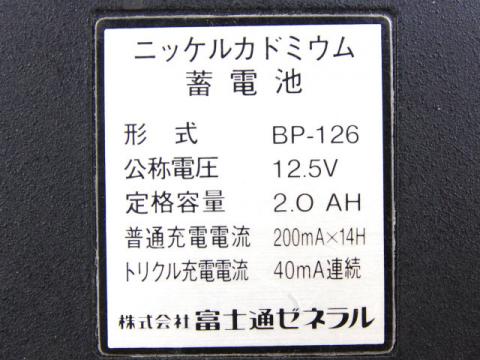 ニッケルカドミウム
蓄電池
形式 BP-126
公称電圧 12.5V
定格容量 2.0 AH
普通充電電流 200mA×14H
トリクル充電電流 40mA連続
株式会社富士通ゼネラル